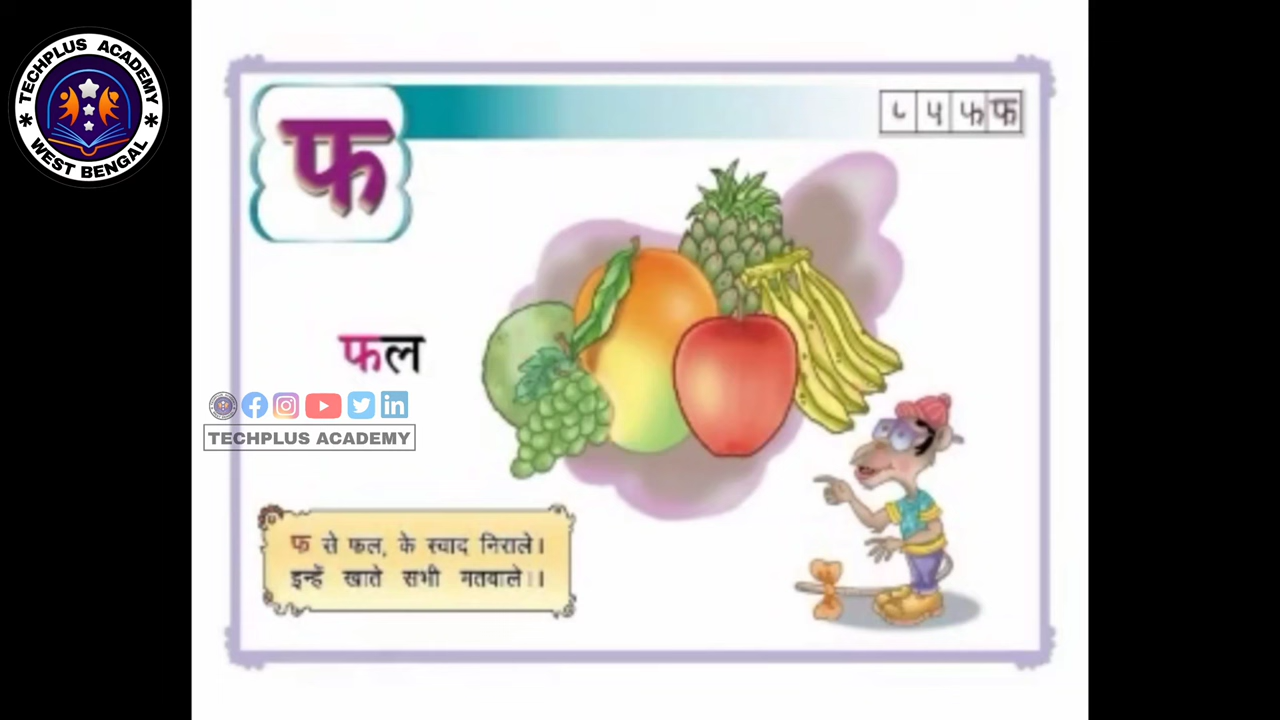 TECHPLUS ACADEMY
WEST BENGAL
फ
फ
फल
TECHPLUS ACADEMY
फ से फल, के स्वाद निराले।
इन्हें खाते सभी मतवाले।।